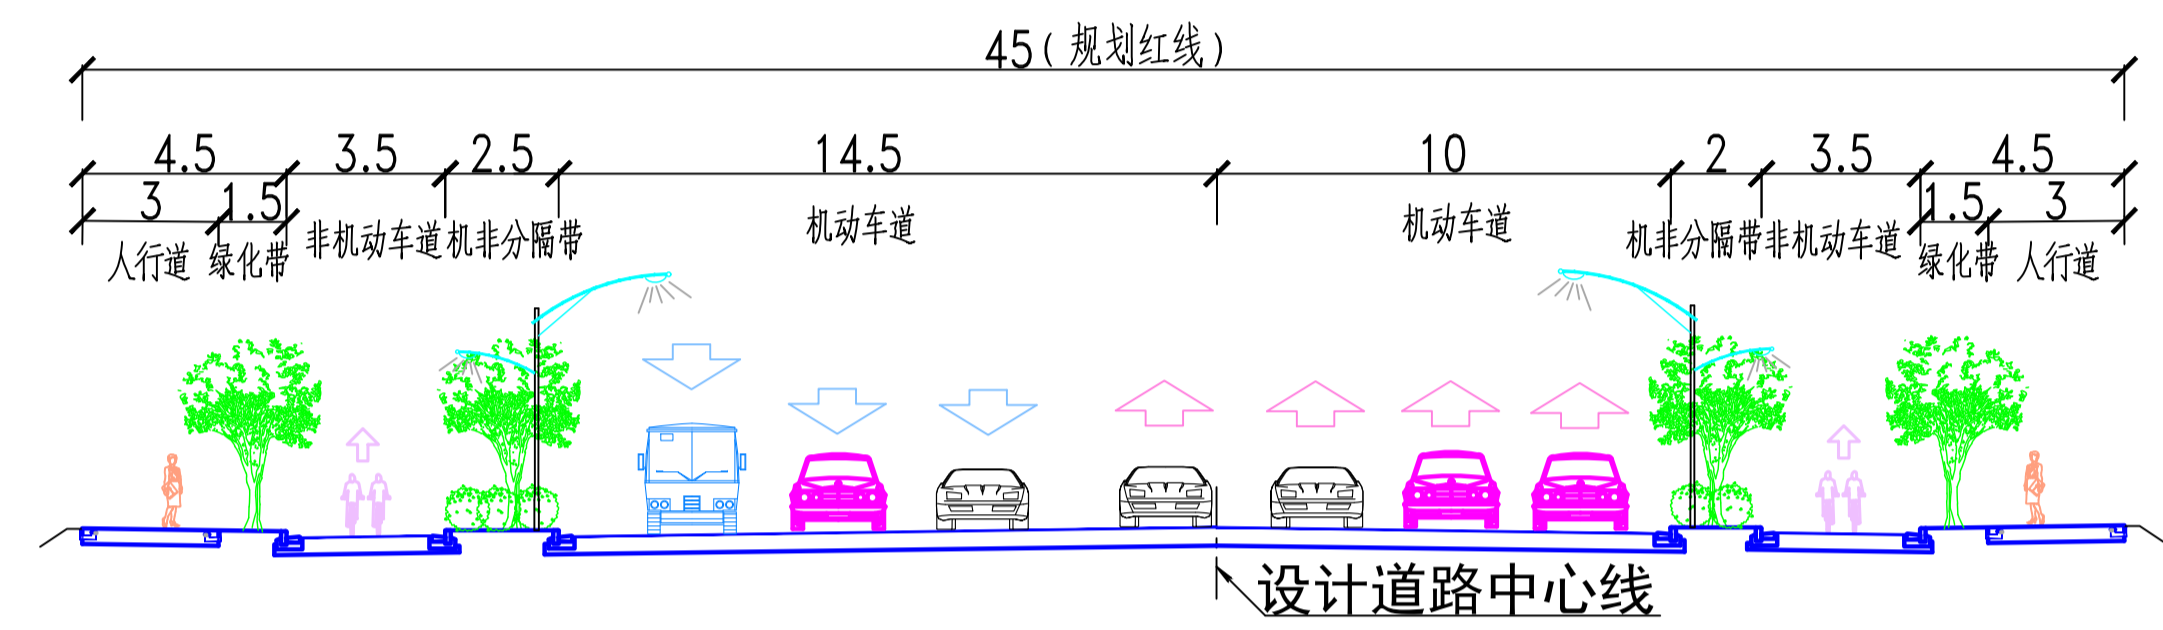 45(规划红线)
4.5 3.5 2.5 14.5 10 2 3.5 4.5
3 1.5 1.5 3
人行道 绿化带 非机动车道 机非分隔带 机动车道 机动车道 机非分隔带 非机动车道 绿化带 人行道
设计道路中心线